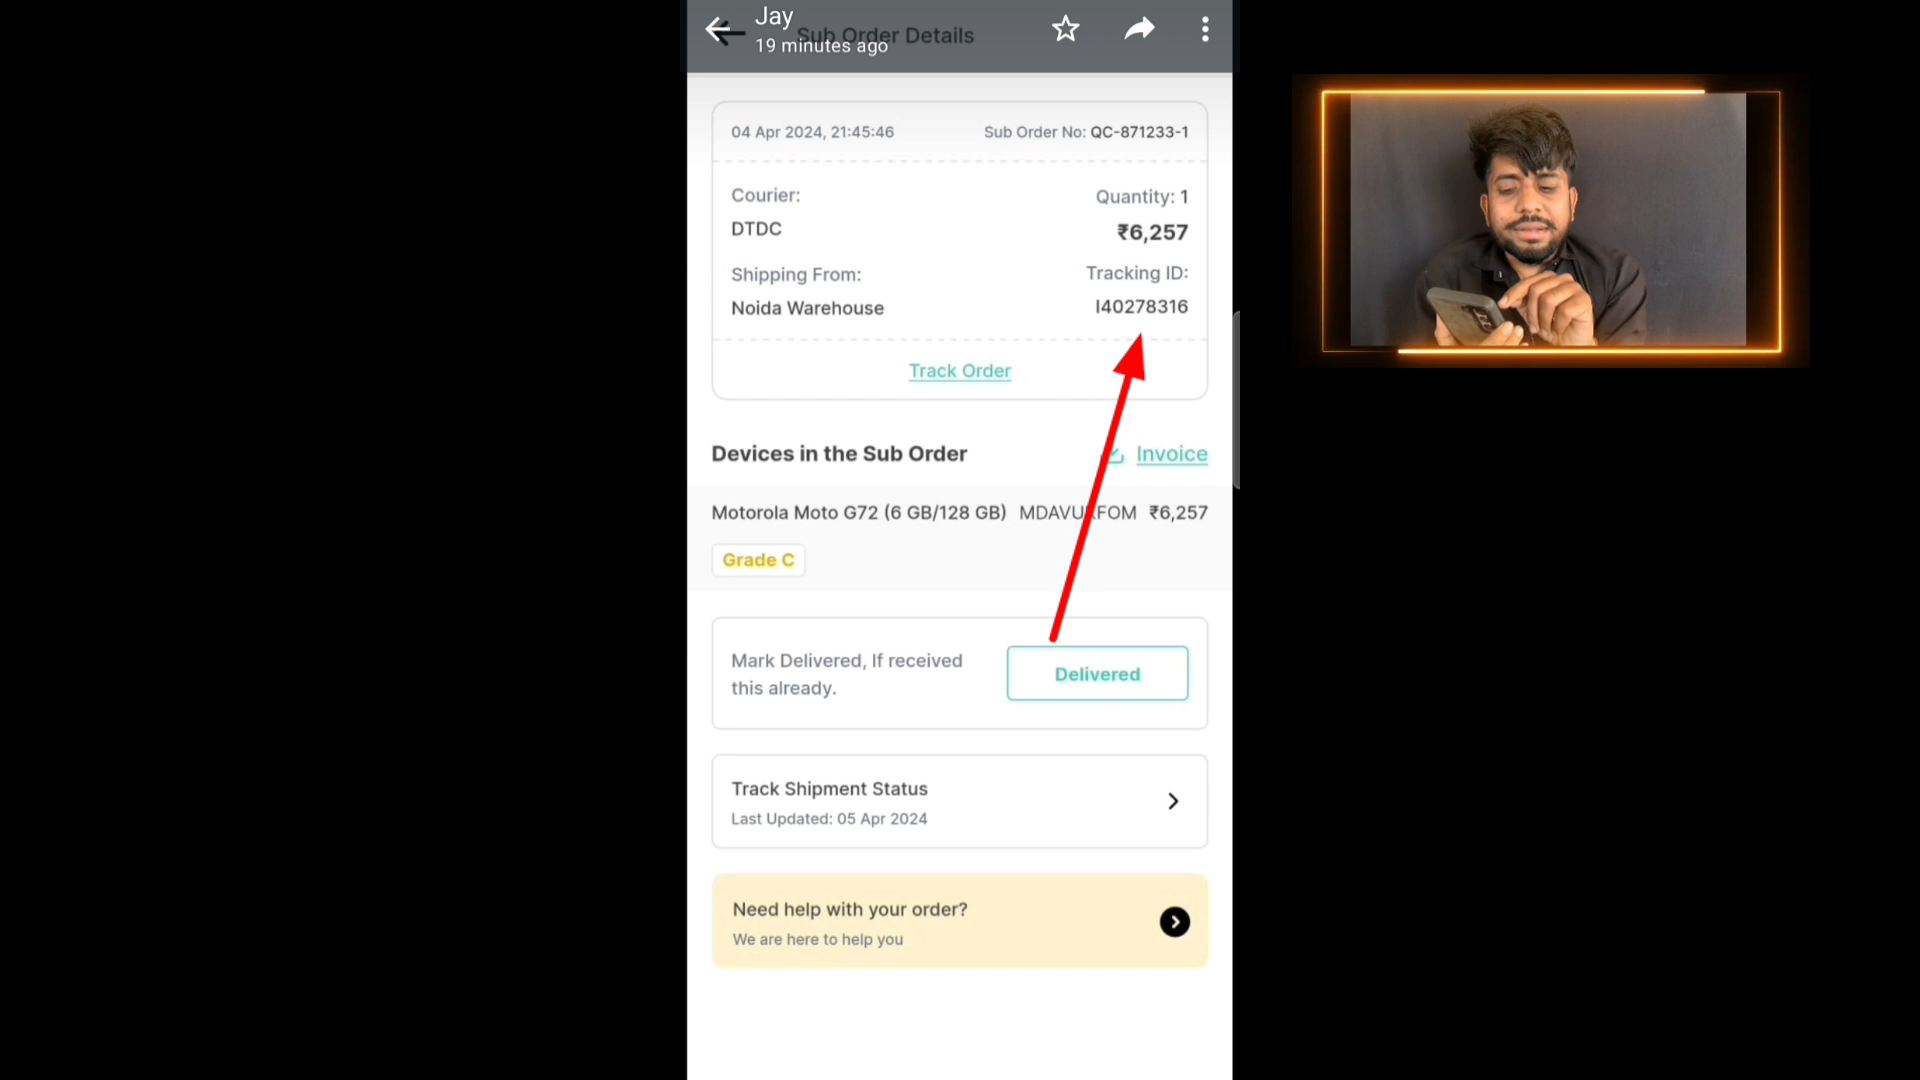 Jay
Sub Order Details
19 minutes ago
04 Apr 2024, 21:45:46 Sub Order No: QC-871233-1
Courier: Quantity: 1
DTDC ₹6,257
Shipping From: Tracking ID:
Noida Warehouse I40278316
Track Order
Devices in the Sub Order Invoice
Motorola Moto G72 (6 GB/128 GB) ₹6,257
Grade C
Mark Delivered, If received
this already.
Delivered
Track Shipment Status
Last Updated: 05 Apr 2024
Need help with your order?
We are here to help you